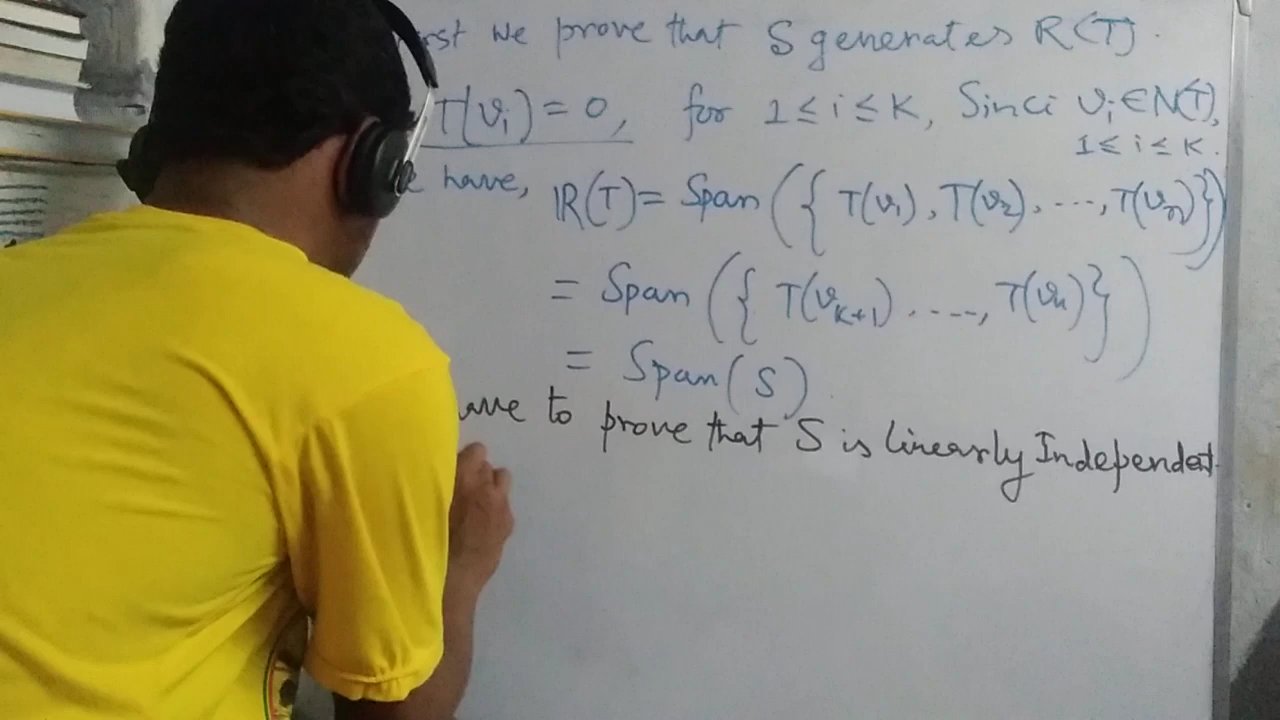 rst we prove that S generates R(T).
T(vi) = 0, for 1 ≤ i ≤ K, Sinci vi ∈ N(T),
1 ≤ i ≤ K.
e have, R(T) = Span ({ T(v1), T(v2), ..., T(vn) })
= Span ({ T(vK+1) . ..., T(vn) })
= Span (S)
ave to prove that S is linearly Independent.